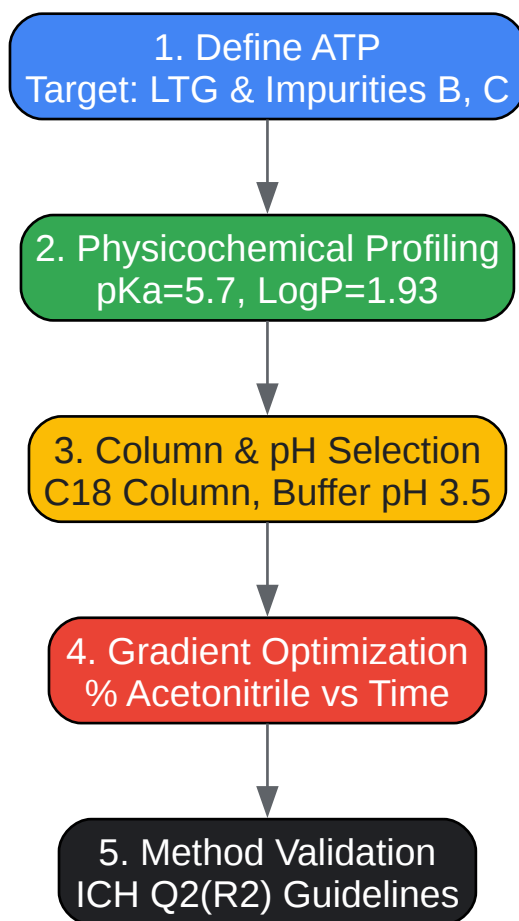 1. Define ATP
Target: LTG & Impurities B, C
2. Physicochemical Profiling
pKa=5.7, LogP=1.93
3. Column & pH Selection
C18 Column, Buffer pH 3.5
4. Gradient Optimization
% Acetonitrile vs Time
5. Method Validation
ICH Q2(R2) Guidelines